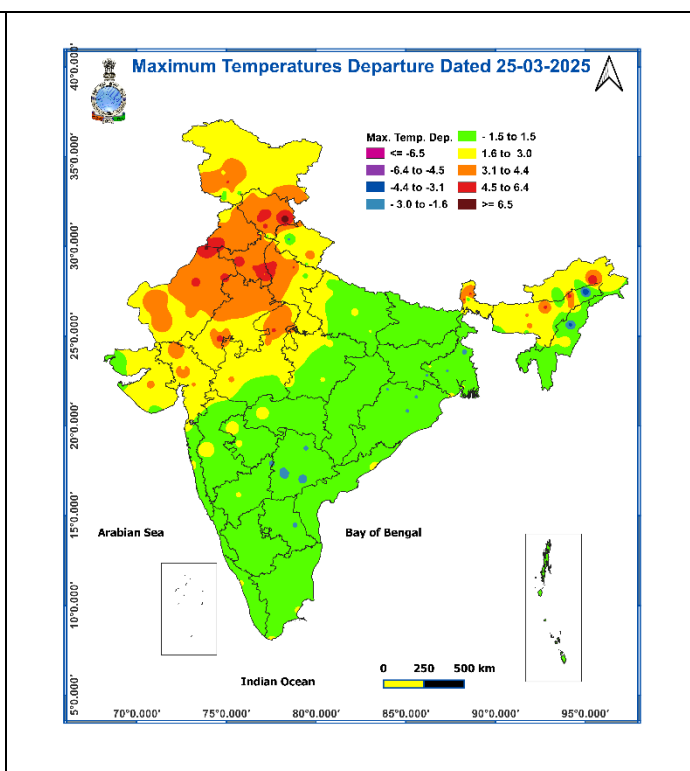 Maximum Temperatures Departure Dated 25-03-2025
Max. Temp. Dep.
<= -6.5
-6.4 to -4.5
-4.4 to -3.1
- 3.0 to -1.6
- 1.5 to 1.5
1.6 to 3.0
3.1 to 4.4
4.5 to 6.4
>= 6.5
40°0.000'
35°0.000'
30°0.000'
25°0.000'
20°0.000'
15°0.000'
10°0.000'
5°0.000'
Arabian Sea
Bay of Bengal
Indian Ocean
0 250 500 km
70°0.000' 75°0.000' 80°0.000' 85°0.000' 90°0.000' 95°0.000'